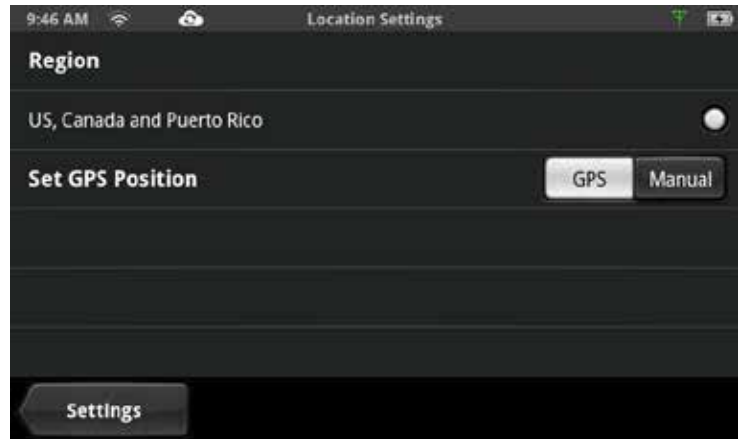 9:46 AM Location Settings
Region
US, Canada and Puerto Rico
Set GPS Position GPS Manual
Settings